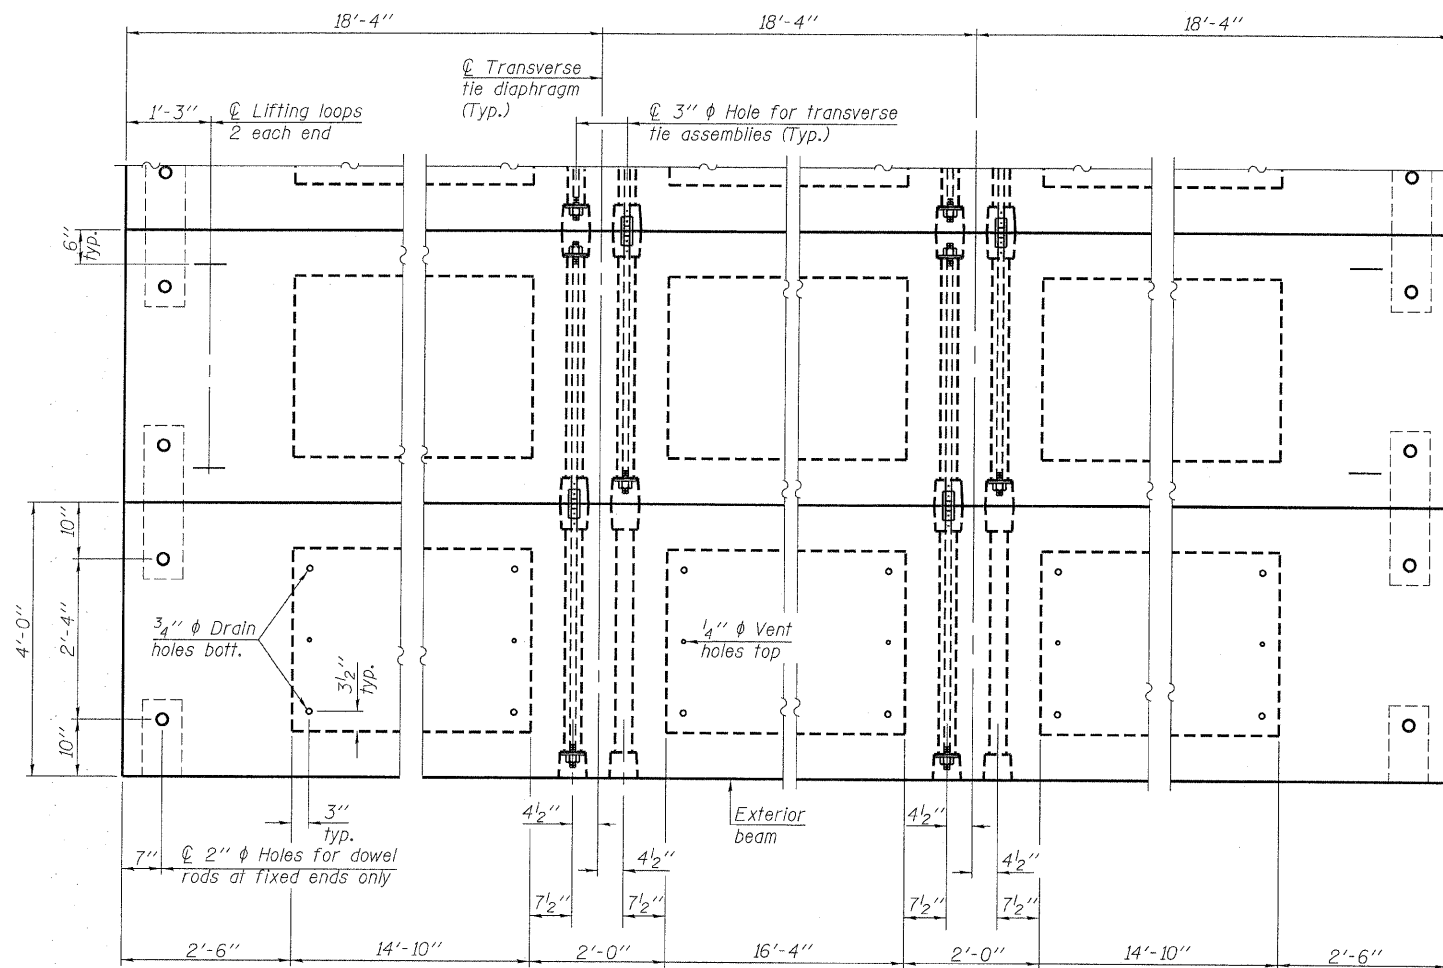 18'-4"
18'-4"
18'-4"
℄ Transverse
tie diaphragm
(Typ.)
1'-3"
℄ Lifting loops
2 each end
℄ 3" ϕ Hole for transverse
tie assemblies (Typ.)
6"
typ.
10"
4'-0"
2'-4"
10"
3/4" ϕ Drain
holes bott.
3 1/2"
typ.
1/4" ϕ Vent
holes top
3"
typ.
4 1/2"
Exterior
beam
4 1/2"
7"
℄ 2" ϕ Holes for dowel
rods at fixed ends only
4 1/2"
4 1/2"
7 1/2"
7 1/2"
7 1/2"
7 1/2"
2'-6"
14'-10"
2'-0"
16'-4"
2'-0"
14'-10"
2'-6"